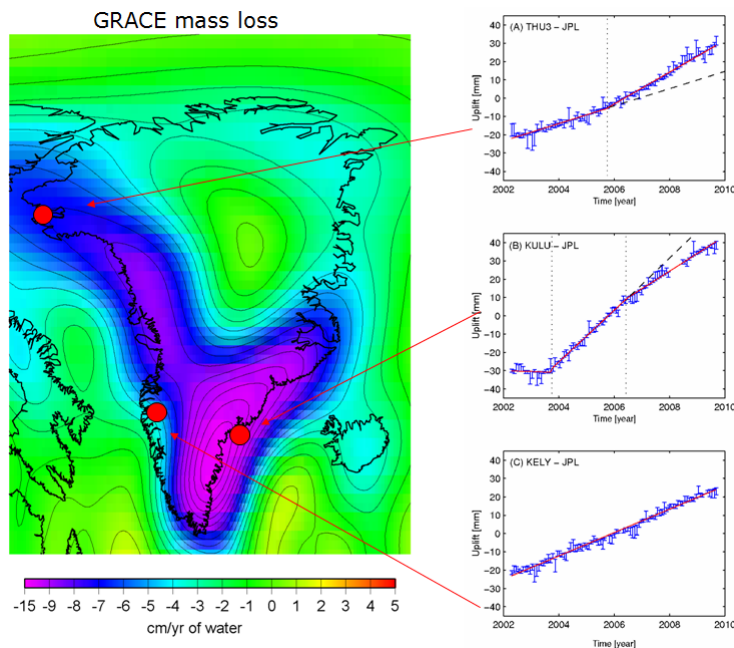 GRACE mass loss
-15 -9 -8 -7 -6 -5 -4 -3 -2 -1 0 1 2 3 4 5
cm/yr of water
(A) THU3 – JPL
Uplift [mm]
40
30
20
10
0
−10
−20
−30
−40
2002 2004 2006 2008 2010
Time [year]
(B) KULU – JPL
Uplift [mm]
40
30
20
10
0
−10
−20
−30
−40
2002 2004 2006 2008 2010
Time [year]
(C) KELY – JPL
Uplift [mm]
40
30
20
10
0
−10
−20
−30
−40
2002 2004 2006 2008 2010
Time [year]